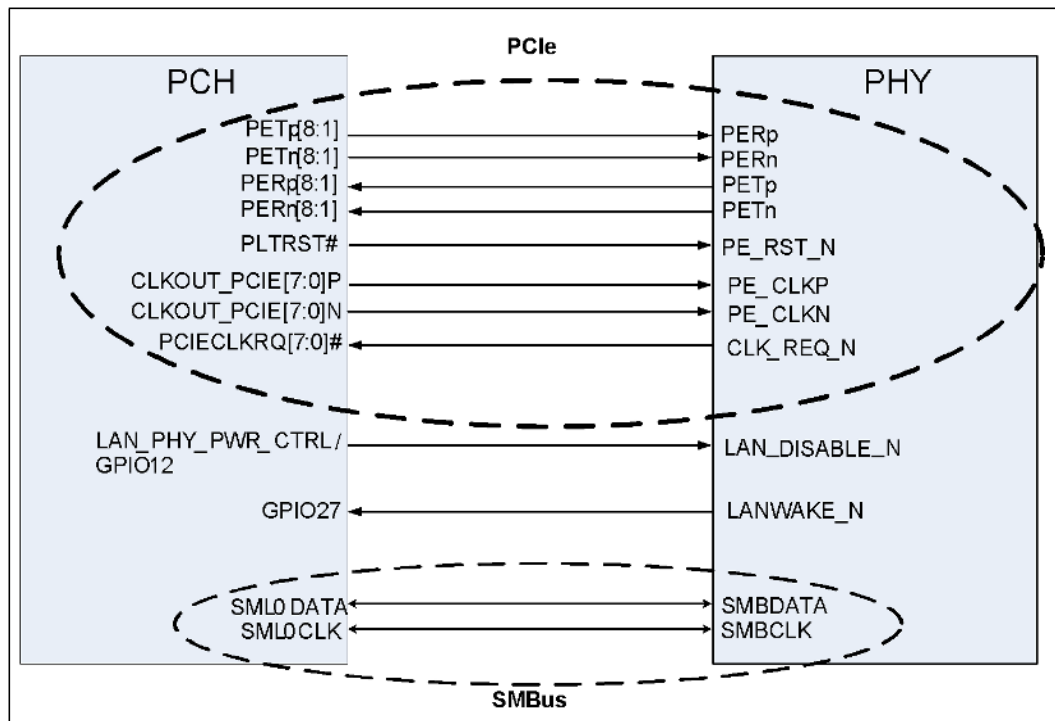 PCIe
PCH
PHY
PETp[8:1]
PERp
PETn[8:1]
PERn
PERp[8:1]
PETp
PERn[8:1]
PETn
PLTRST#
PE_RST_N
CLKOUT_PCIE[7:0]P
PE_CLKP
CLKOUT_PCIE[7:0]N
PE_CLKN
PCIECLKRQ[7:0]#
CLK_REQ_N
LAN_PHY_PWR_CTRL/
GPIO12
LAN_DISABLE_N
GPIO27
LANWAKE_N
SML0DATA
SMBDATA
SML0CLK
SMBCLK
SMBus